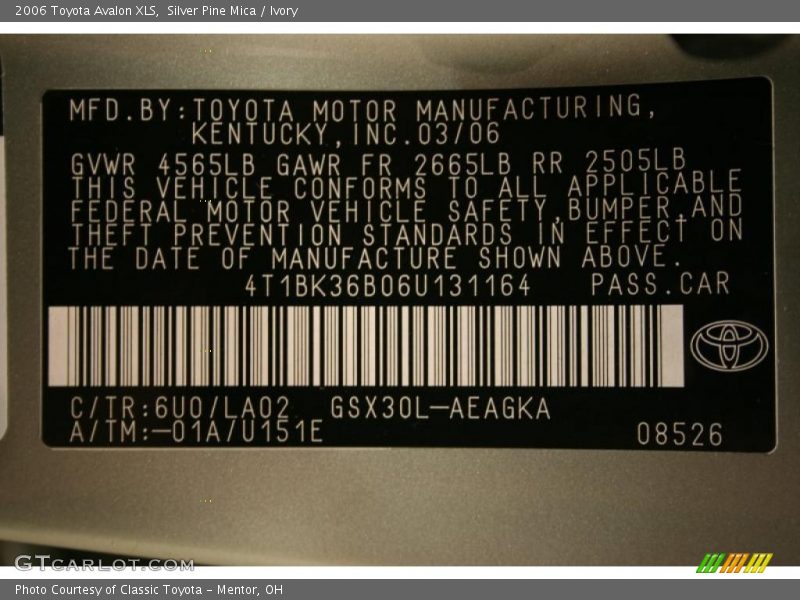 2006 Toyota Avalon XLS,  Silver Pine Mica / Ivory
MFD.BY:TOYOTA MOTOR MANUFACTURING,
KENTUCKY,INC.03/06
GVWR 4565LB GAWR FR 2665LB RR 2505LB
THIS VEHICLE CONFORMS TO ALL APPLICABLE
FEDERAL MOTOR VEHICLE SAFETY,BUMPER,AND
THEFT PREVENTION STANDARDS IN EFFECT ON
THE DATE OF MANUFACTURE SHOWN ABOVE.
4T1BK36B06U131164 PASS.CAR
C/TR:6U0/LA02 GSX30L-AEAGKA
A/TM:-01A/U151E 08526
GTcarlot.com
Photo Courtesy of Classic Toyota - Mentor, OH